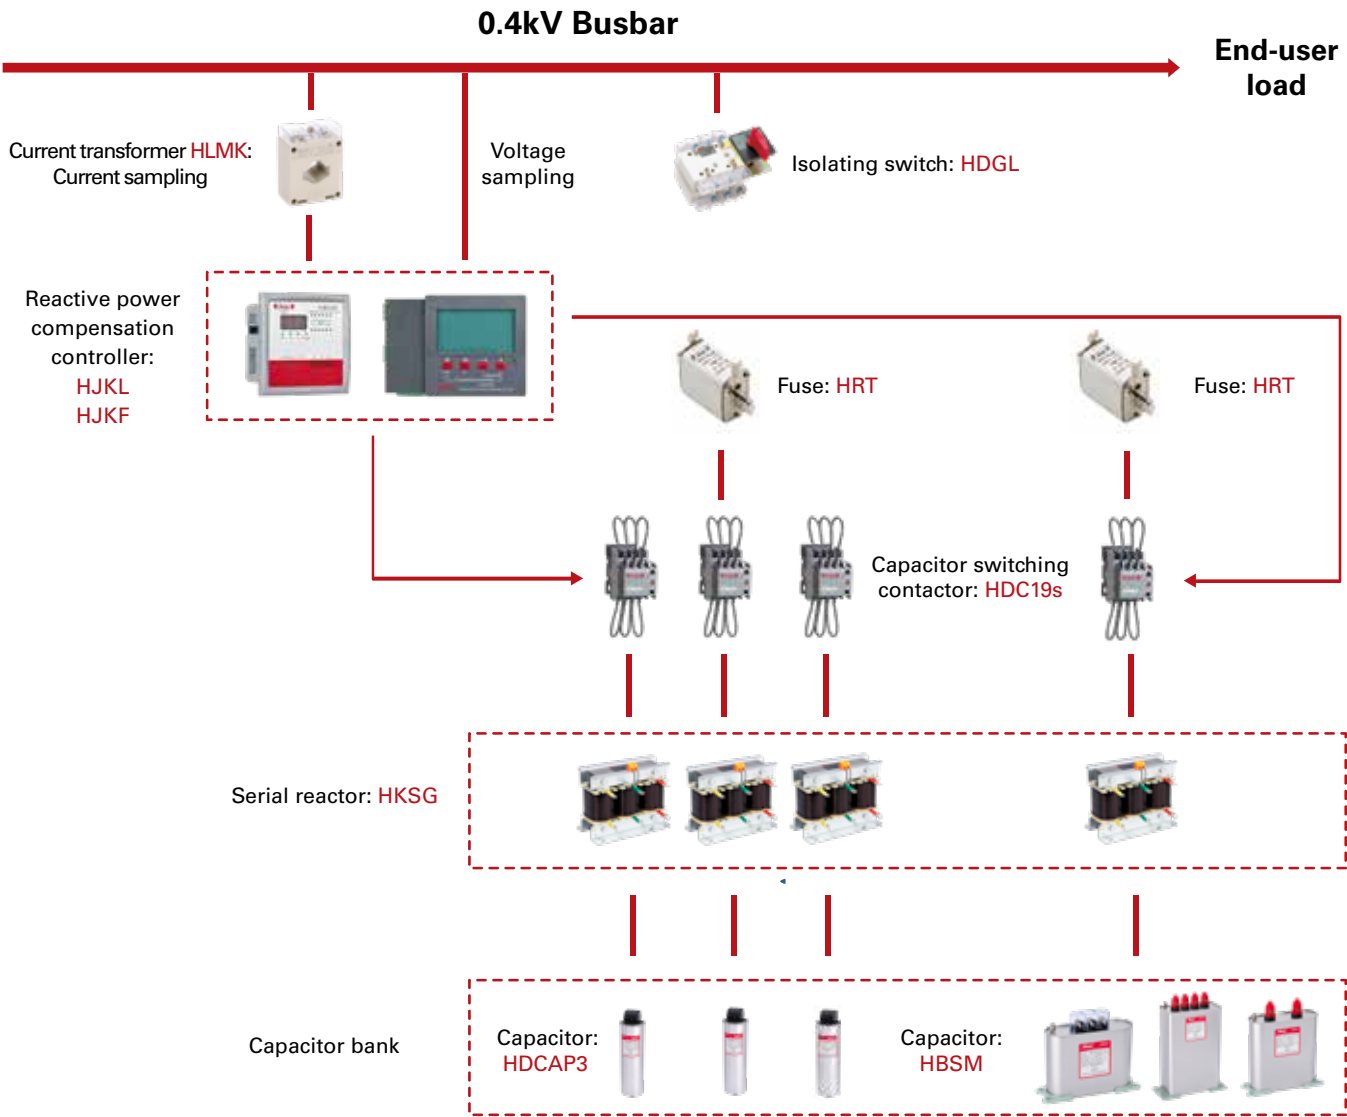 0.4kV Busbar
End-user
load
Current transformer HLMK:
Current sampling
Voltage
sampling
Isolating switch: HDGL
Reactive power
compensation
controller:
HJKL
HJKF
Fuse: HRT
Fuse: HRT
Capacitor switching
contactor: HDC19s
Serial reactor: HKSG
Capacitor bank
Capacitor:
HDCAP3
Capacitor:
HBSM